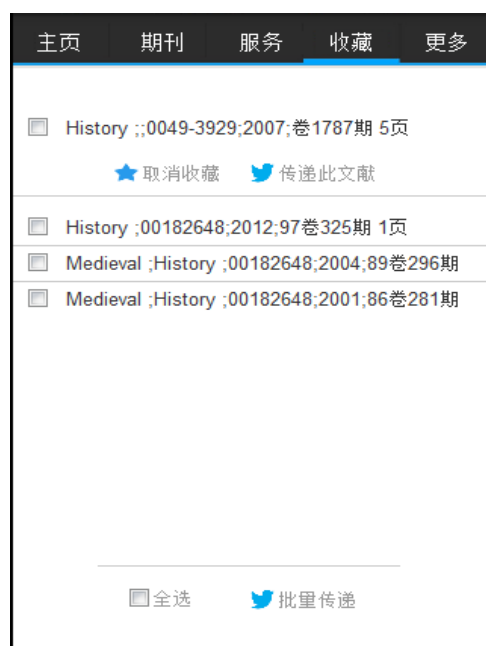 主页 期刊 服务 收藏 更多
History ;;0049-3929;2007;卷1787期 5页
取消收藏 传递此文献
History ;00182648;2012;97卷325期 1页
Medieval ;History ;00182648;2004;89卷296期
Medieval ;History ;00182648;2001;86卷281期
全选 批量传递